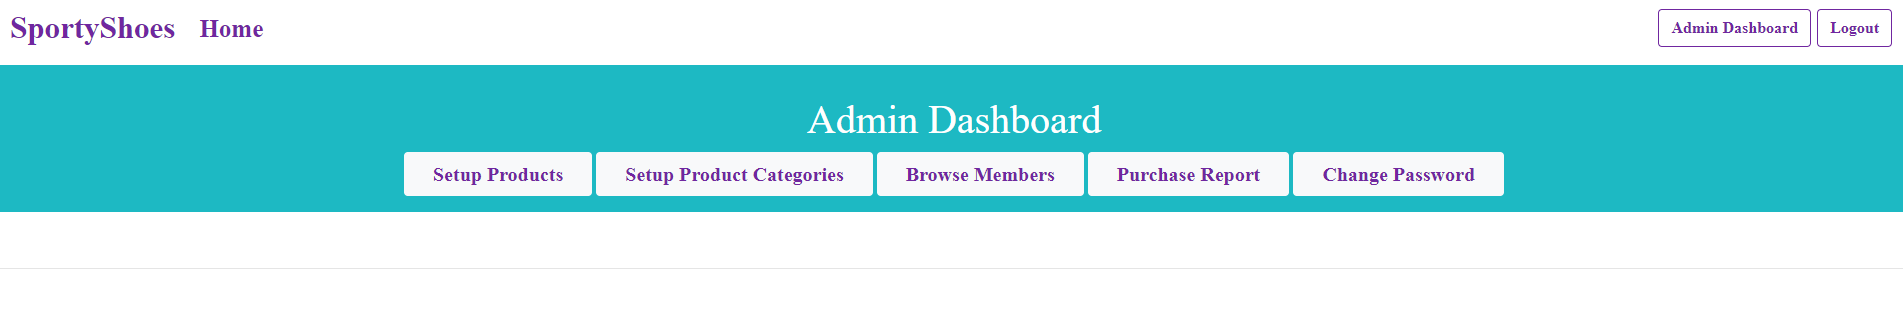 SportyShoes Home Admin Dashboard Logout
Admin Dashboard
Setup Products Setup Product Categories Browse Members Purchase Report Change Password